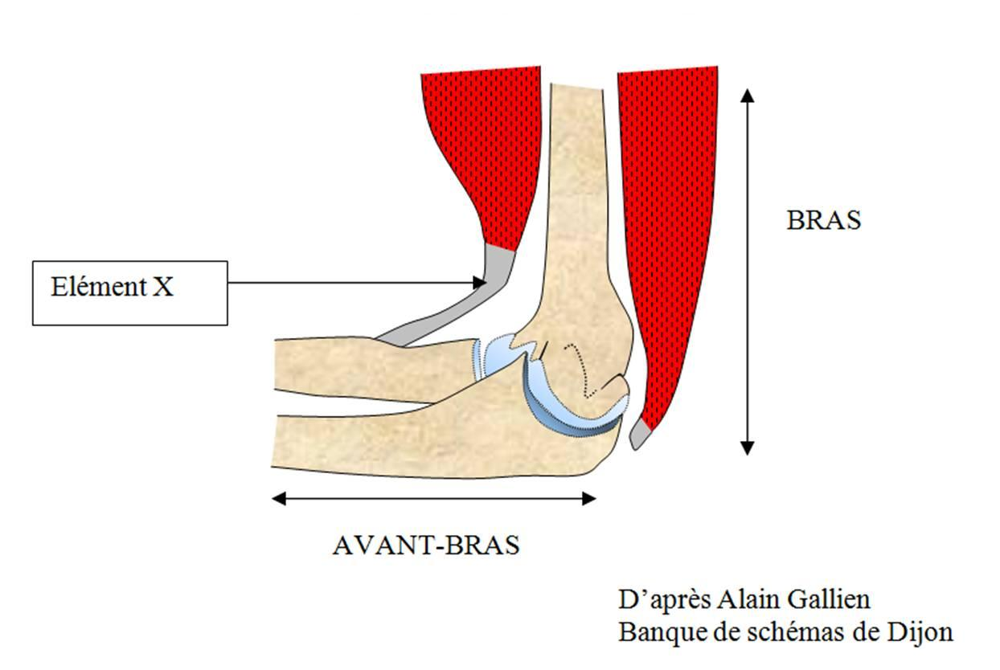 BRAS
Elément X
AVANT-BRAS
D’après Alain Gallien
Banque de schémas de Dijon